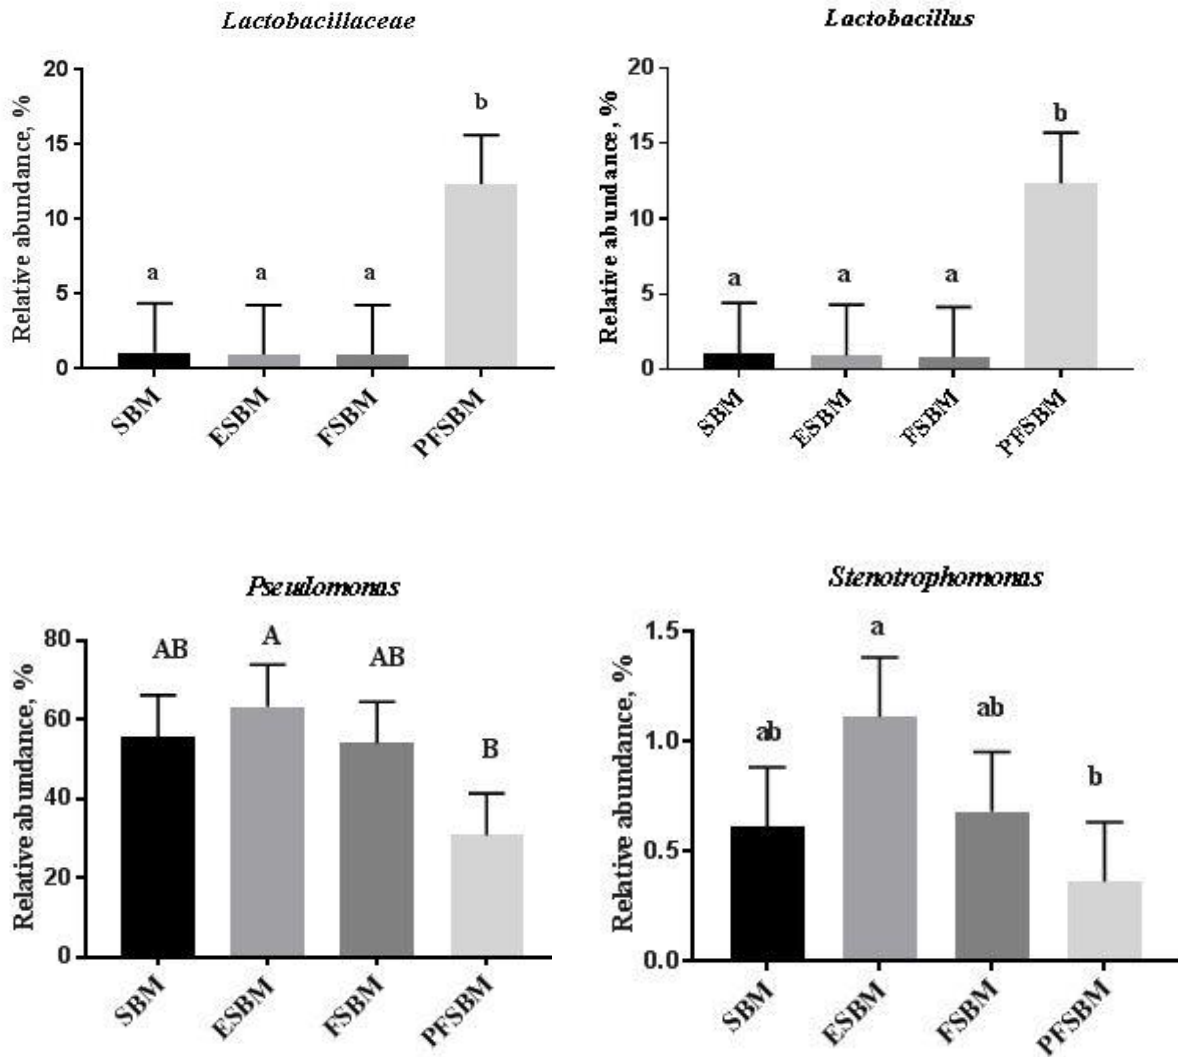 Lactobacillaceae
Relative abundance, %
20
15
10
5
0
a
a
a
b
SBM
ESBM
FSBM
PFSBM
Lactobacillus
Relative abundance, %
20
15
10
5
0
a
a
a
b
SBM
ESBM
FSBM
PFSBM
Pseudomonas
Relative abundance, %
80
60
40
20
0
AB
A
AB
B
SBM
ESBM
FSBM
PFSBM
Stenotrophomonas
Relative abundance, %
1.5
1.0
0.5
0.0
ab
a
ab
b
SBM
ESBM
FSBM
PFSBM